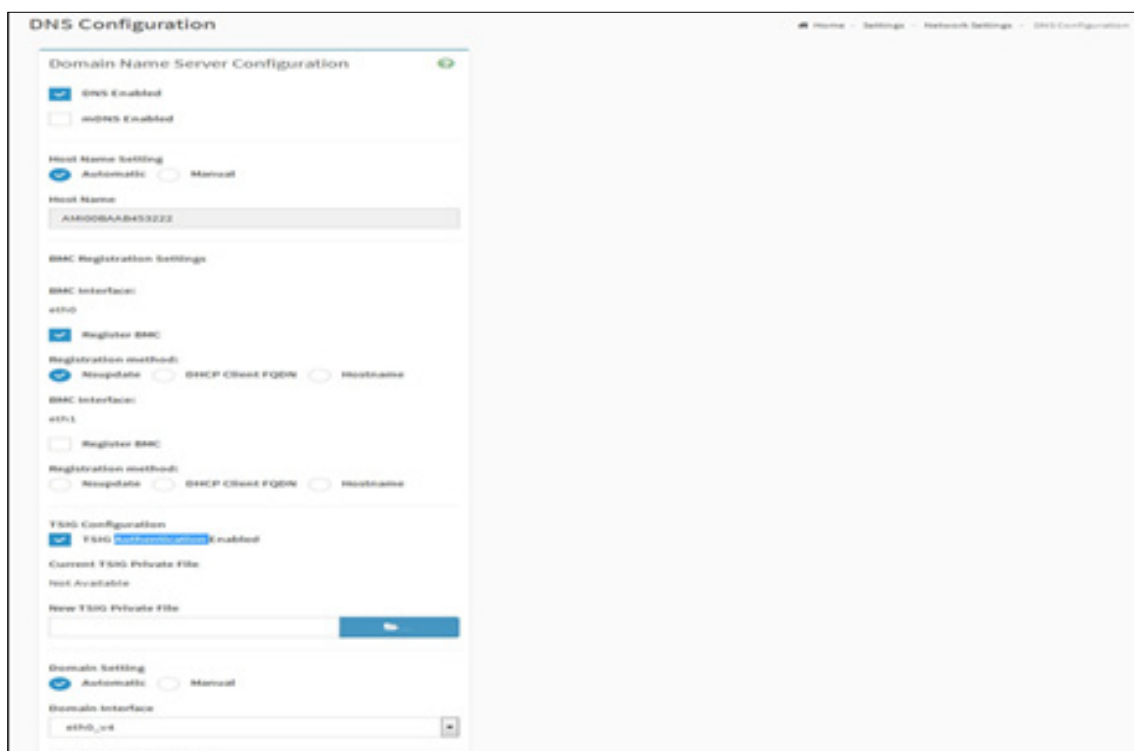 DNS Configuration
Home - Settings - Network Settings - DNS Configuration
Domain Name Server Configuration
DNS Enabled
mDNS Enabled
Host Name Setting
Automatic Manual
Host Name
BMC Registration Settings
BMC Interface:
eth0
Register BMC
Registration method:
Nsupdate DHCP Client FQDN Hostname
BMC Interface:
eth1
Register BMC
Registration method:
Nsupdate DHCP Client FQDN Hostname
TSIG Configuration
TSIG Authentication Enabled
Current TSIG Private File
Not Available
New TSIG Private File
Domain Setting
Automatic Manual
Domain Interface
eth0_v4